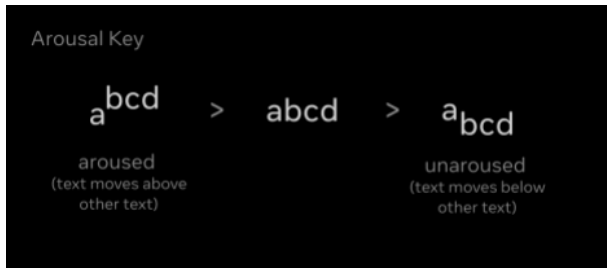 Arousal Key
abcd > abcd > abcd
aroused
(text moves above
other text)
unaroused
(text moves below
other text)